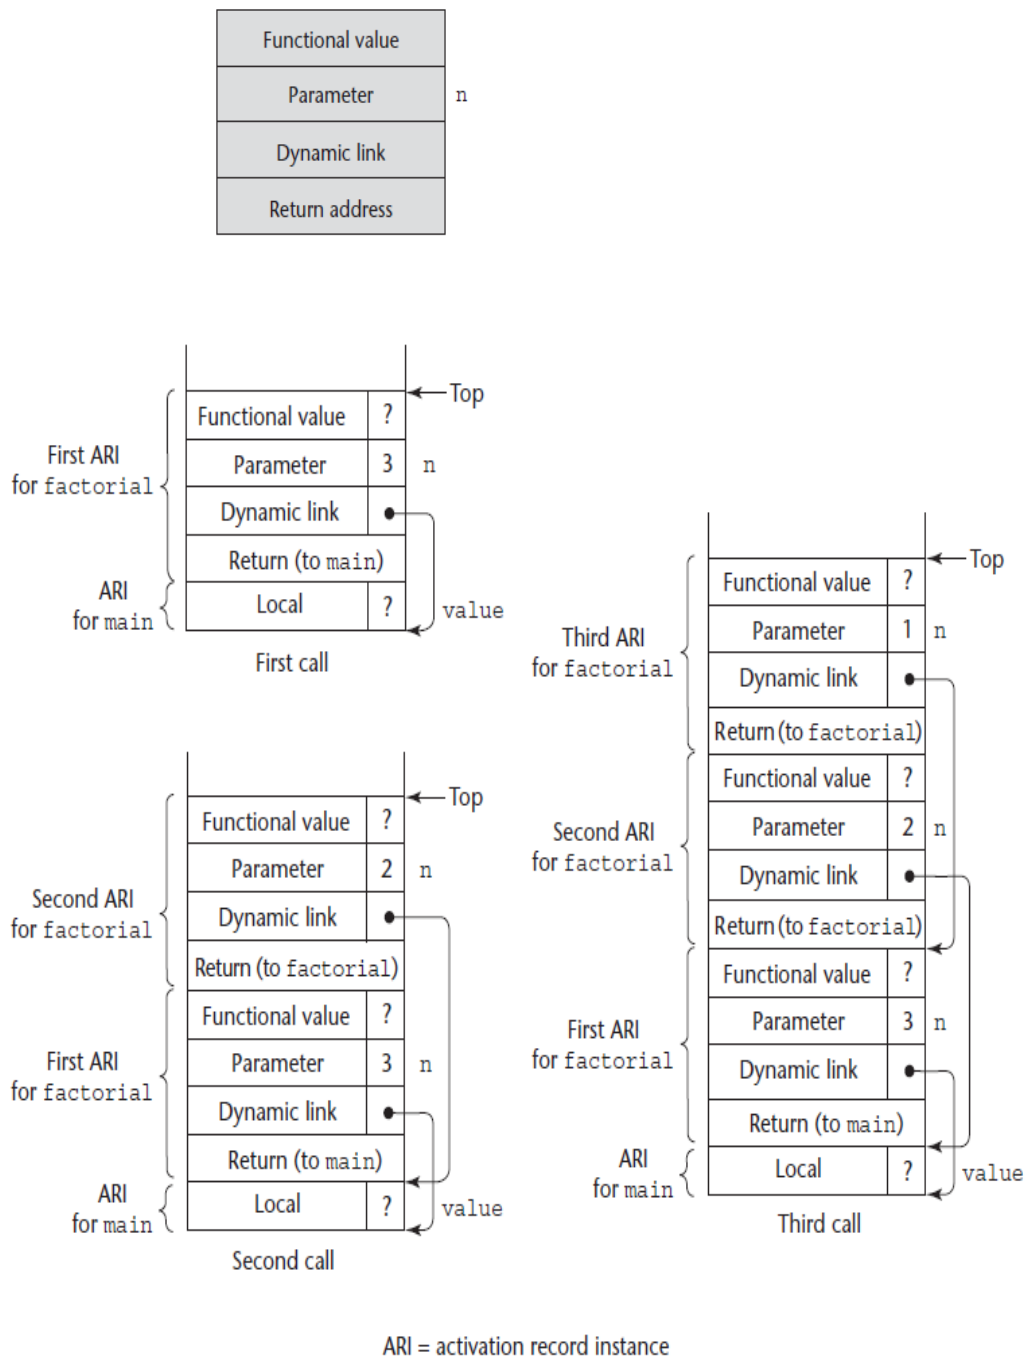 Functional value
Parameter n
Dynamic link
Return address
Top
Functional value ?
First ARI
for factorial
Parameter 3 n
Dynamic link
Return (to main)
ARI
for main
Local ?
value
First call
Top
Functional value ?
Parameter 2 n
Second ARI
for factorial
Dynamic link
Return (to factorial)
Functional value ?
First ARI
for factorial
Parameter 3 n
Dynamic link
Return (to main)
ARI
for main
Local ?
value
Second call
Top
Functional value ?
Third ARI
for factorial
Parameter 1 n
Dynamic link
Return (to factorial)
Functional value ?
Second ARI
for factorial
Parameter 2 n
Dynamic link
Return (to factorial)
Functional value ?
First ARI
for factorial
Parameter 3 n
Dynamic link
Return (to main)
ARI
for main
Local ?
value
Third call
ARI = activation record instance